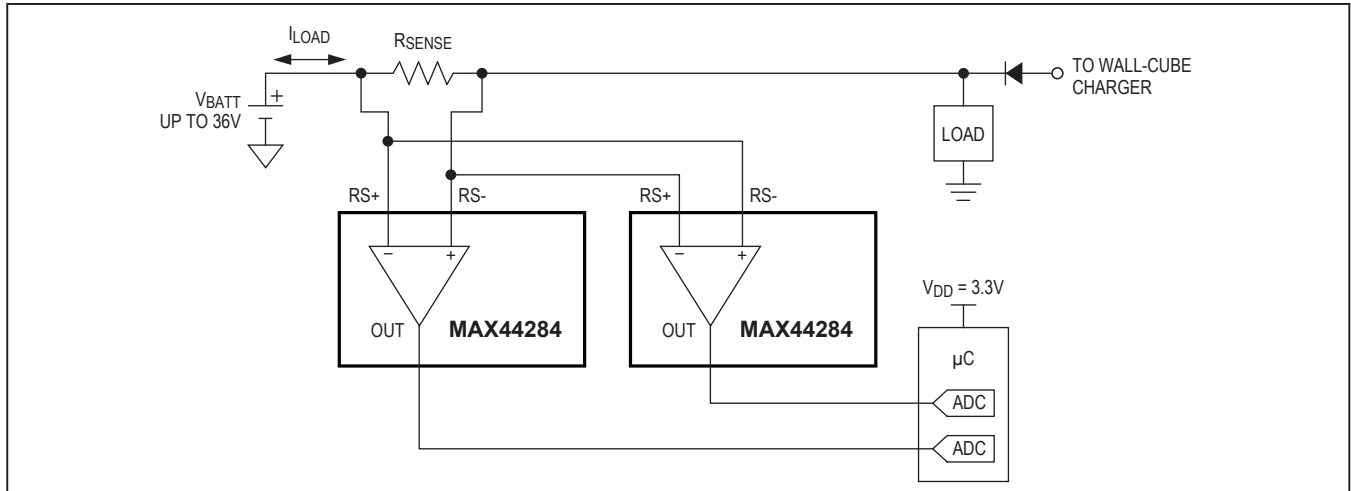 ILOAD
RSENSE
TO WALL-CUBE
CHARGER
VBATT
UP TO 36V
+
LOAD
RS+
RS-
RS+
RS-
− +
− +
VDD = 3.3V
OUT
MAX44284
OUT
MAX44284
µC
ADC
ADC